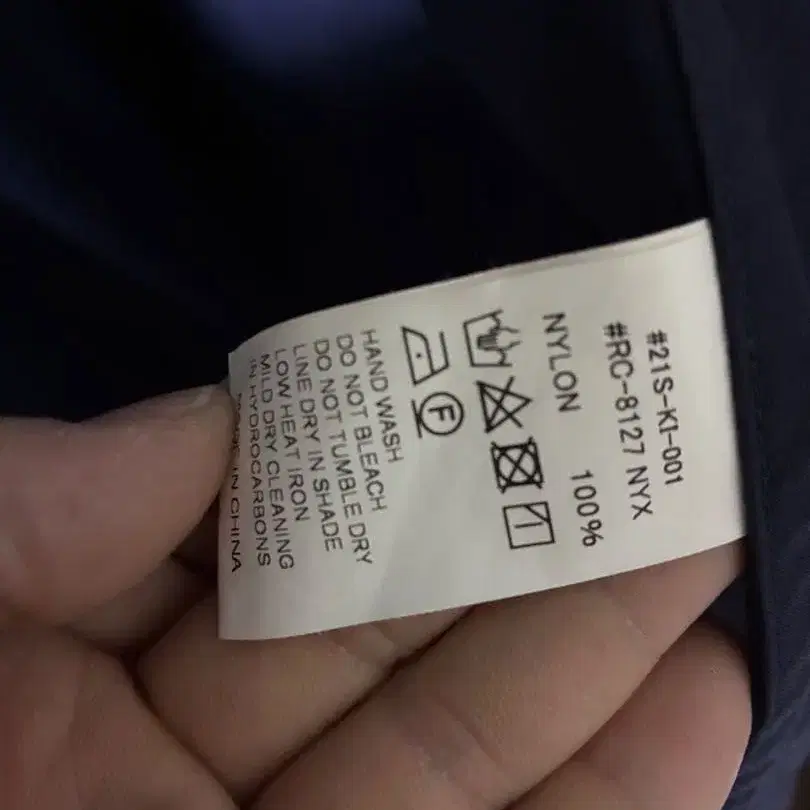 #21S-KI-001
#RC-8127 NYX
NYLON 100%
F
HAND WASH
DO NOT BLEACH
DO NOT TUMBLE DRY
LINE DRY IN SHADE
LOW HEAT IRON
MILD DRY CLEANING
IN HYDROCARBONS
MADE IN CHINA